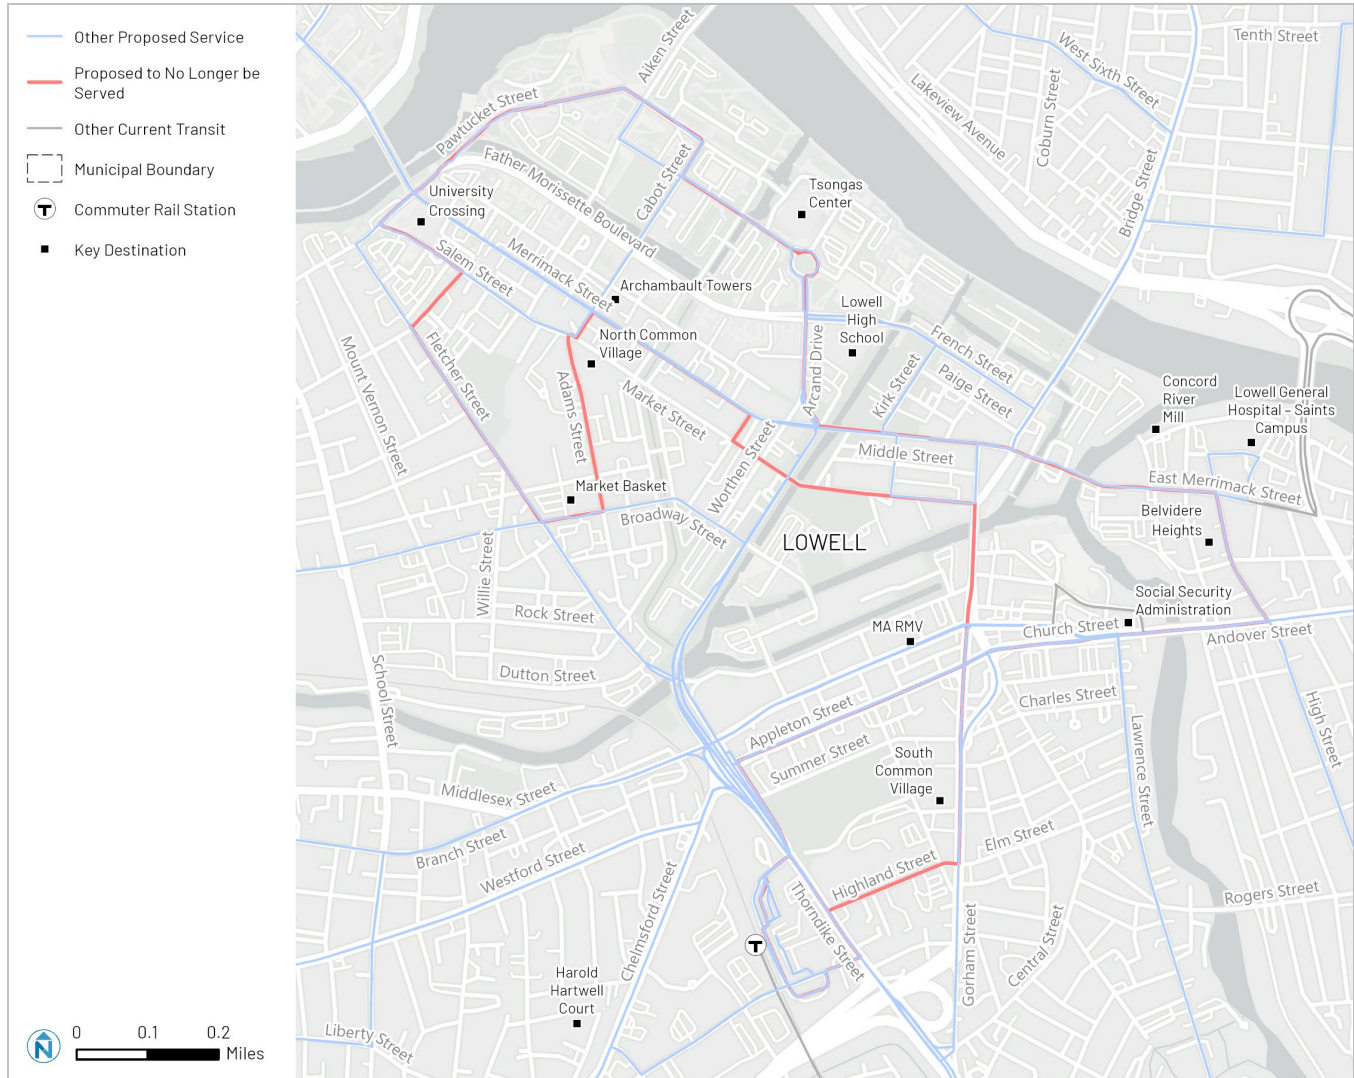 Other Proposed Service
Proposed to No Longer be
Served
Other Current Transit
Municipal Boundary
T
Commuter Rail Station
Key Destination
Aiken Street
Tenth Street
West Sixth Street
Lakeview Avenue
Coburn Street
Pawtucket Street
Father Morissette Boulevard
Cabot Street
Tsongas
Center
Bridge Street
University
Crossing
Salem Street
Merrimack Street
Archambault Towers
Lowell
High
School
North Common
Village
Arcand Drive
French Street
Kirk Street
Paige Street
Mount Vernon Street
Fletcher Street
Adams Street
Market Street
Concord
River
Mill
Lowell General
Hospital - Saints
Campus
Worthen Street
Middle Street
East Merrimack Street
Market Basket
Broadway Street
Belvidere
Heights
LOWELL
Willie Street
Rock Street
Social Security
Administration
MA RMV
Church Street
Andover Street
School Street
Dutton Street
Appleton Street
Charles Street
High Street
Summer Street
South
Common
Village
Lawrence Street
Middlesex Street
Branch Street
Westford Street
Elm Street
Highland Street
Rogers Street
Chelmsford Street
Thorndike Street
Gorham Street
Central Street
T
Harold
Hartwell
Court
Liberty Street
N
0 0.1 0.2
Miles